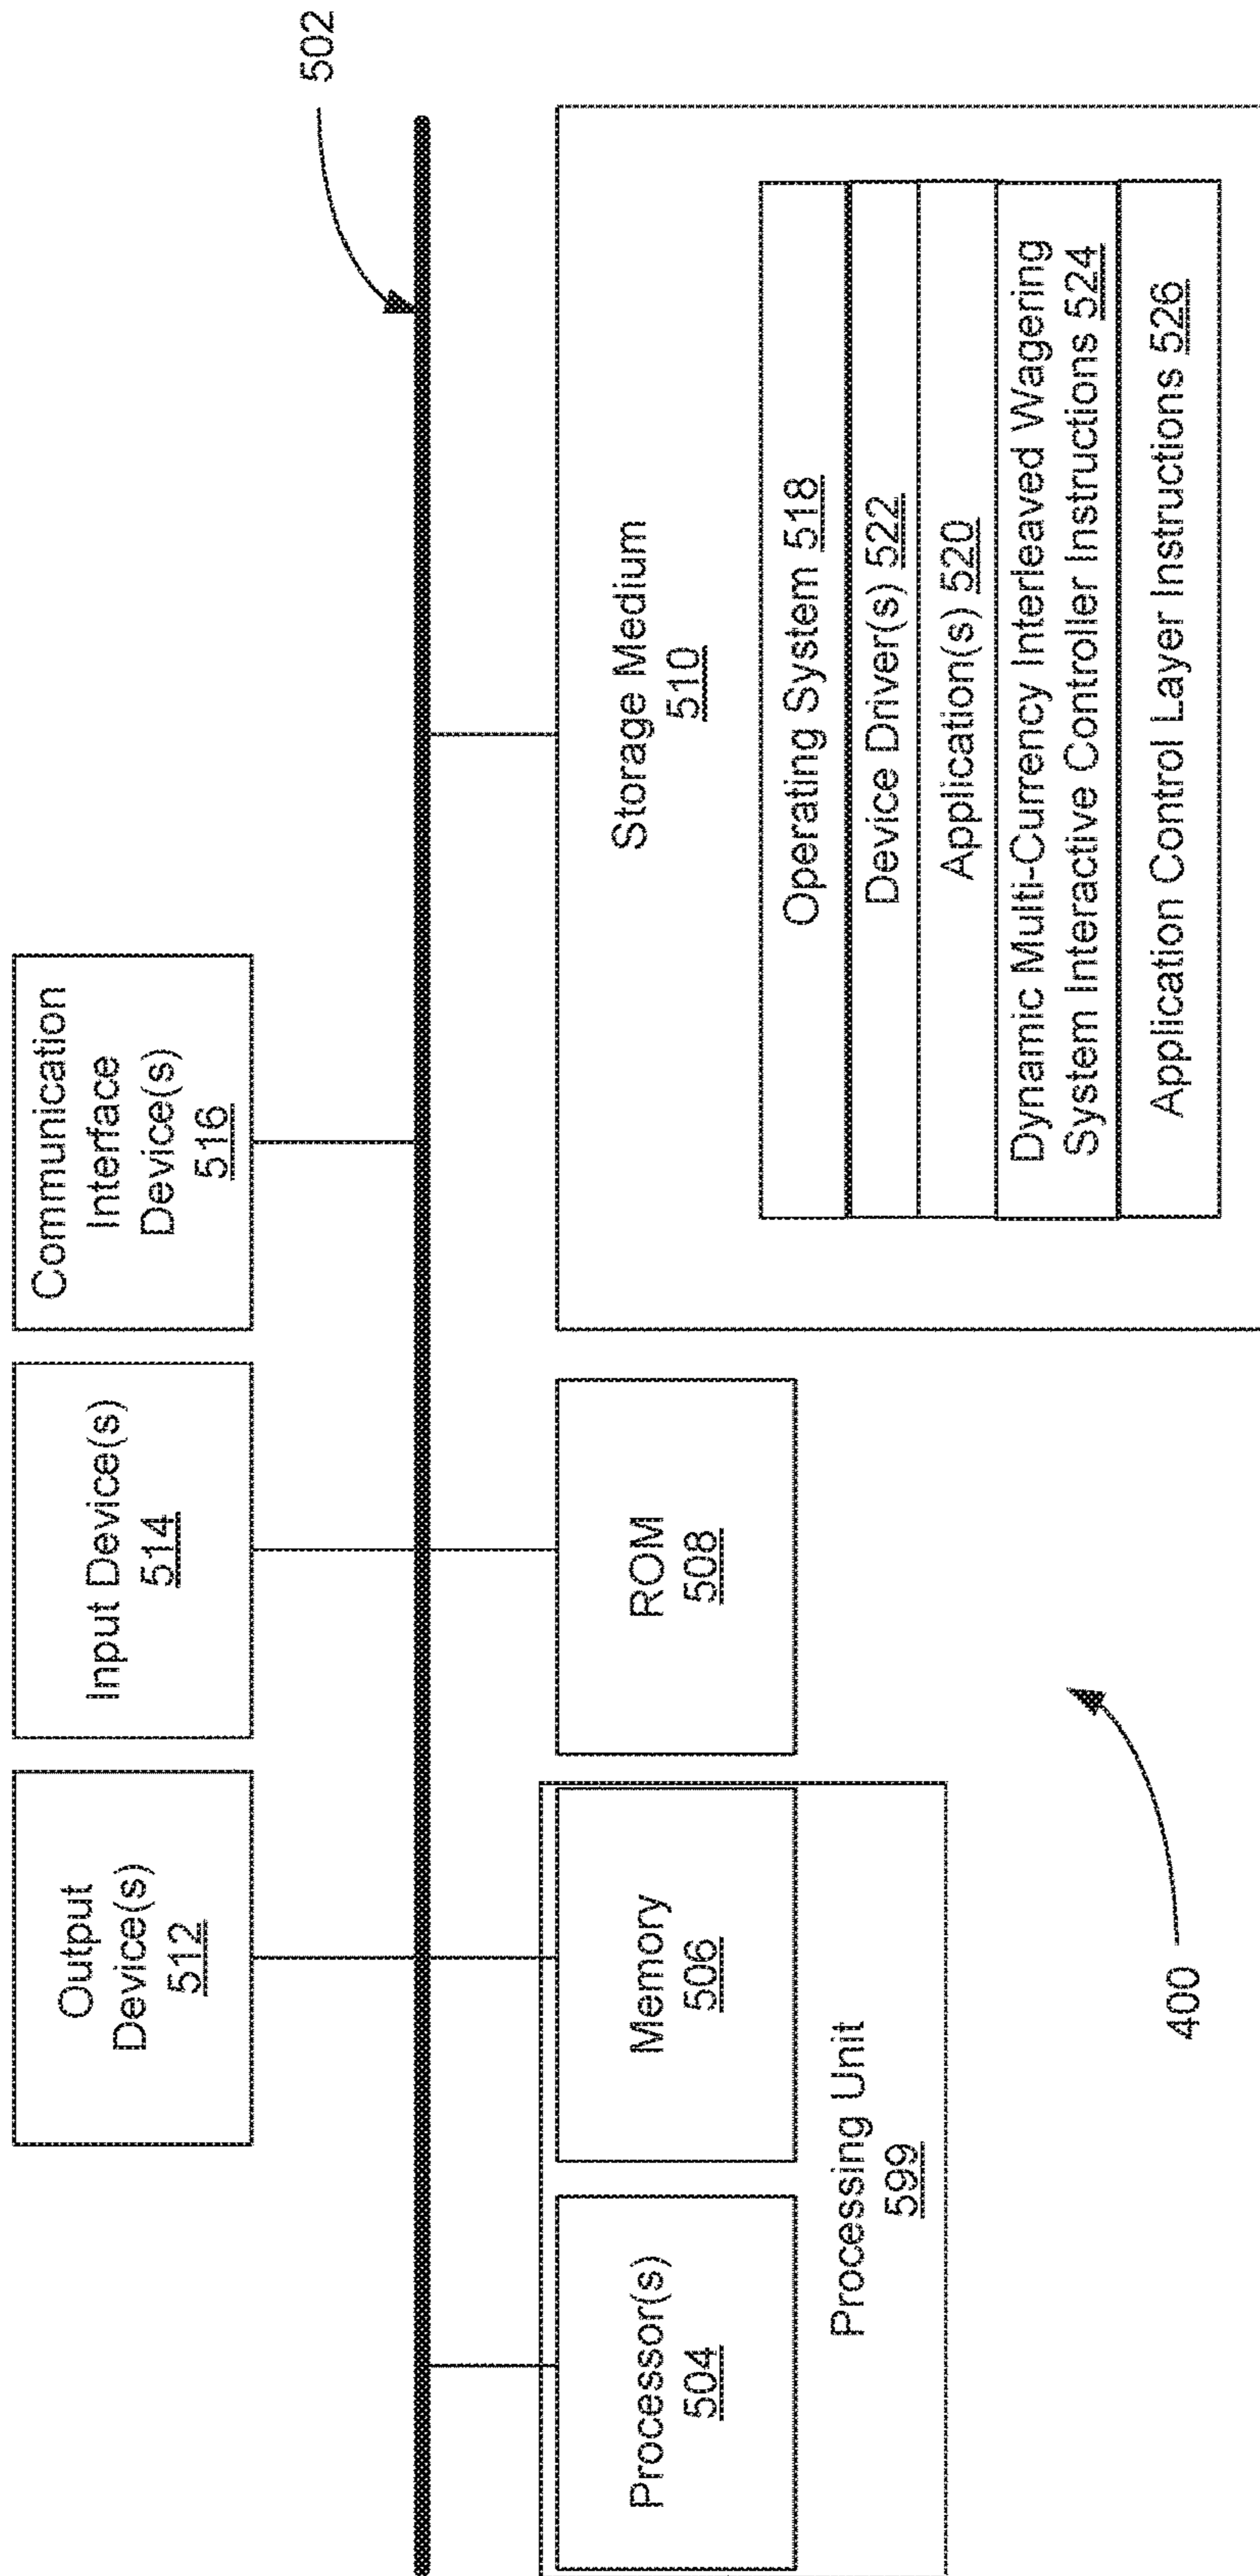 502
Output
Device(s)
512
Input Device(s)
514
Communication
Interface
Device(s)
516
Processor(s)
504
Memory
506
Processing Unit
599
ROM
508
Storage Medium
510
Operating System 518
Device Driver(s) 522
Application(s) 520
Dynamic Multi-Currency Interleaved Wagering
System Interactive Controller Instructions 524
Application Control Layer Instructions 526
400